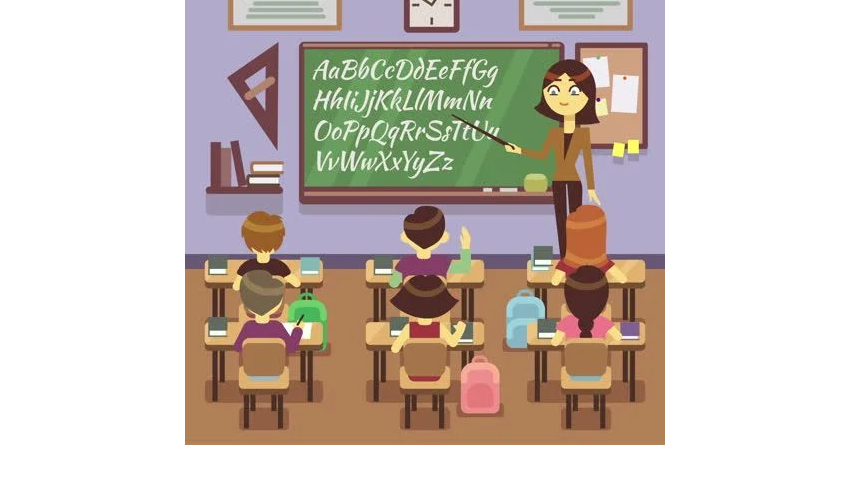 AaBbCcDdEeFfGg
HhIiJjKkLlMmNn
OoPpQqRrSsTtUu
VvWwXxYyZz